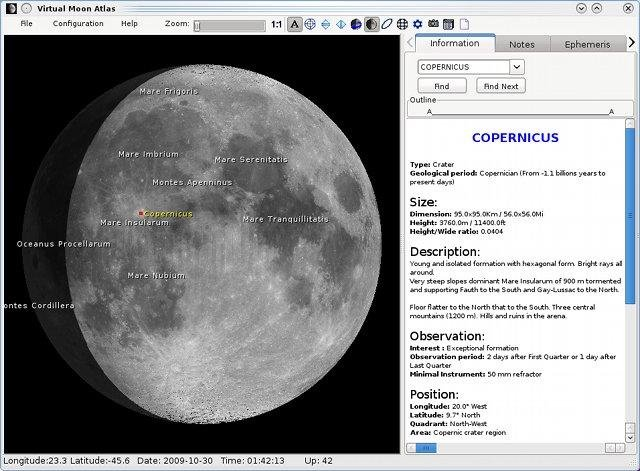 Virtual Moon Atlas
File Configuration Help Zoom: 1:1 A
Information Notes Ephemeris
COPERNICUS
Find Find Next
Outline
A A
COPERNICUS
Type: Crater
Geological period: Copernician (From -1.1 billions years to
present days)
Size:
Dimension: 95.0x95.0Km / 56.0x56.0Mi
Height: 3760.0m / 11400.0ft
Height/Wide ratio: 0.0404
Description:
Young and isolated formation with hexagonal form. Bright rays all
around.
Very steep slopes dominant Mare Insularum of 900 m tormented
and supporting Fauth to the South and Gay-Lussac to the North.
Floor flatter to the North that to the South. Three central
mountains (1200 m). Hills and ruins in the arena.
Observation:
Interest : Exceptional formation
Observation period: 2 days after First Quarter or 1 day after
Last Quarter
Minimal Instrument: 50 mm refractor
Position:
Longitude: 20.0° West
Latitude: 9.7° North
Quadrant: North-West
Area: Copernic crater region
Mare Frigoris
Mare Imbrium
Mare Serenitatis
Montes Apenninus
Copernicus
Mare Insularum
Mare Tranquillitatis
Oceanus Procellarum
Mare Nubium
ontes Cordillera
Longitude:23.3 Latitude:-45.6 Date: 2009-10-30 Time: 01:42:13 Up: 42